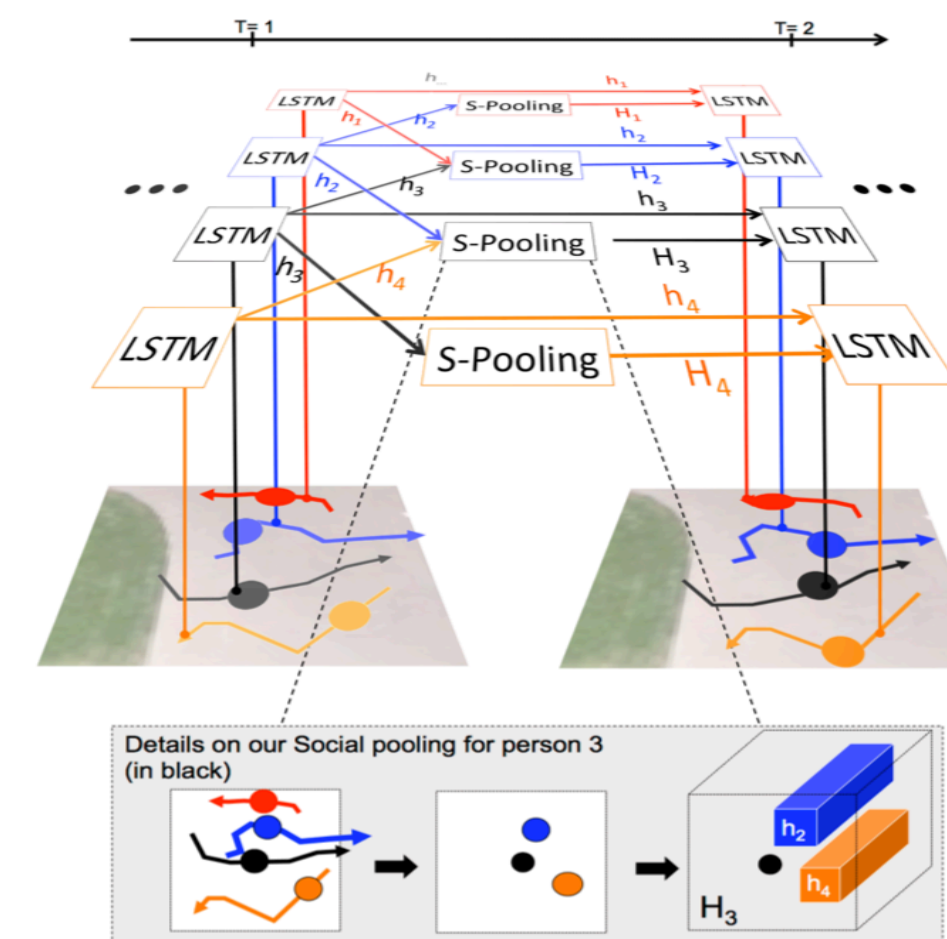 T= 1
T= 2
h...
h₁
LSTM
S-Pooling
LSTM
h₁
h₂
H₁
h₂
LSTM
S-Pooling
LSTM
h₂
h₃
H₂
h₃
LSTM
S-Pooling
LSTM
h₃
h₄
H₃
h₄
LSTM
S-Pooling
LSTM
H₄
Details on our Social pooling for person 3
(in black)
h₂
h₄
H₃